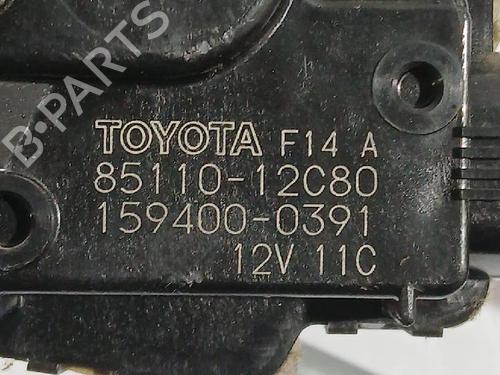 B-PARTS
TOYOTA F14 A
85110-12C80
159400-0391
12V 11C